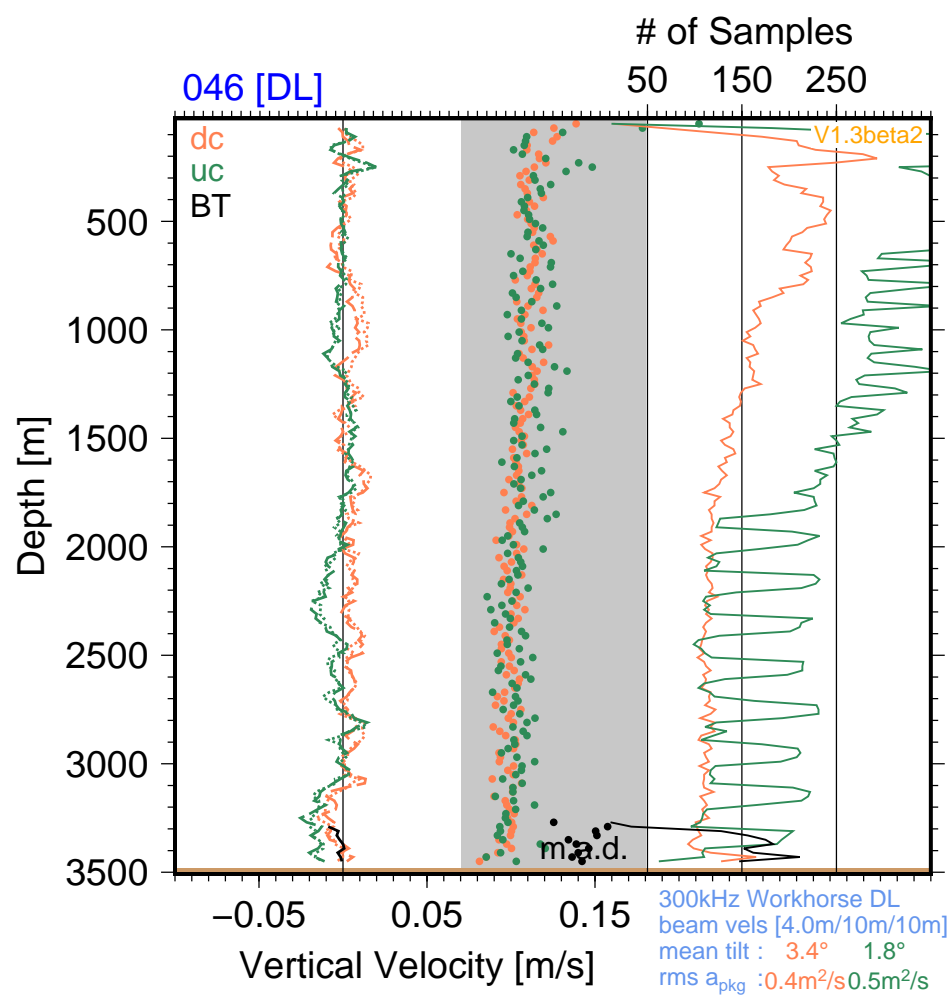 # of Samples
50 150 250
046 [DL]
dc
V1.3beta2
uc
BT
500
1000
1500
2000
2500
3000
3500
Depth [m]
m.a.d.
−0.05 0.05 0.15
Vertical Velocity [m/s]
300kHz Workhorse DL
beam vels [4.0m/10m/10m]
mean tilt : 3.4° 1.8°
rms a_pkg : 0.4m²/s 0.5m²/s